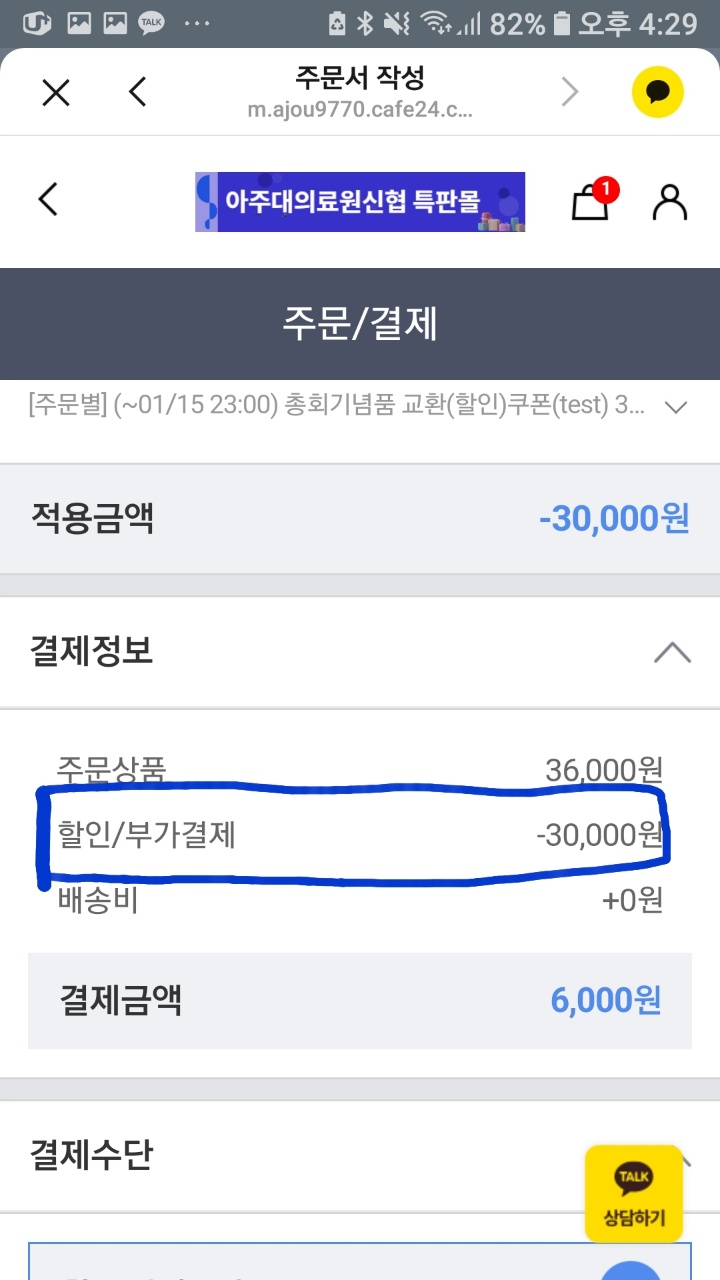 TALK
82%
오후 4:29
주문서 작성
m.ajou9770.cafe24.c...
아주대의료원신협 특판몰
1
주문/결제
[주문별] (~01/15 23:00) 총회기념품 교환(할인)쿠폰(test) 3...
적용금액 -30,000원
결제정보
주문상품 36,000원
할인/부가결제 -30,000원
배송비 +0원
결제금액 6,000원
결제수단
TALK
상담하기